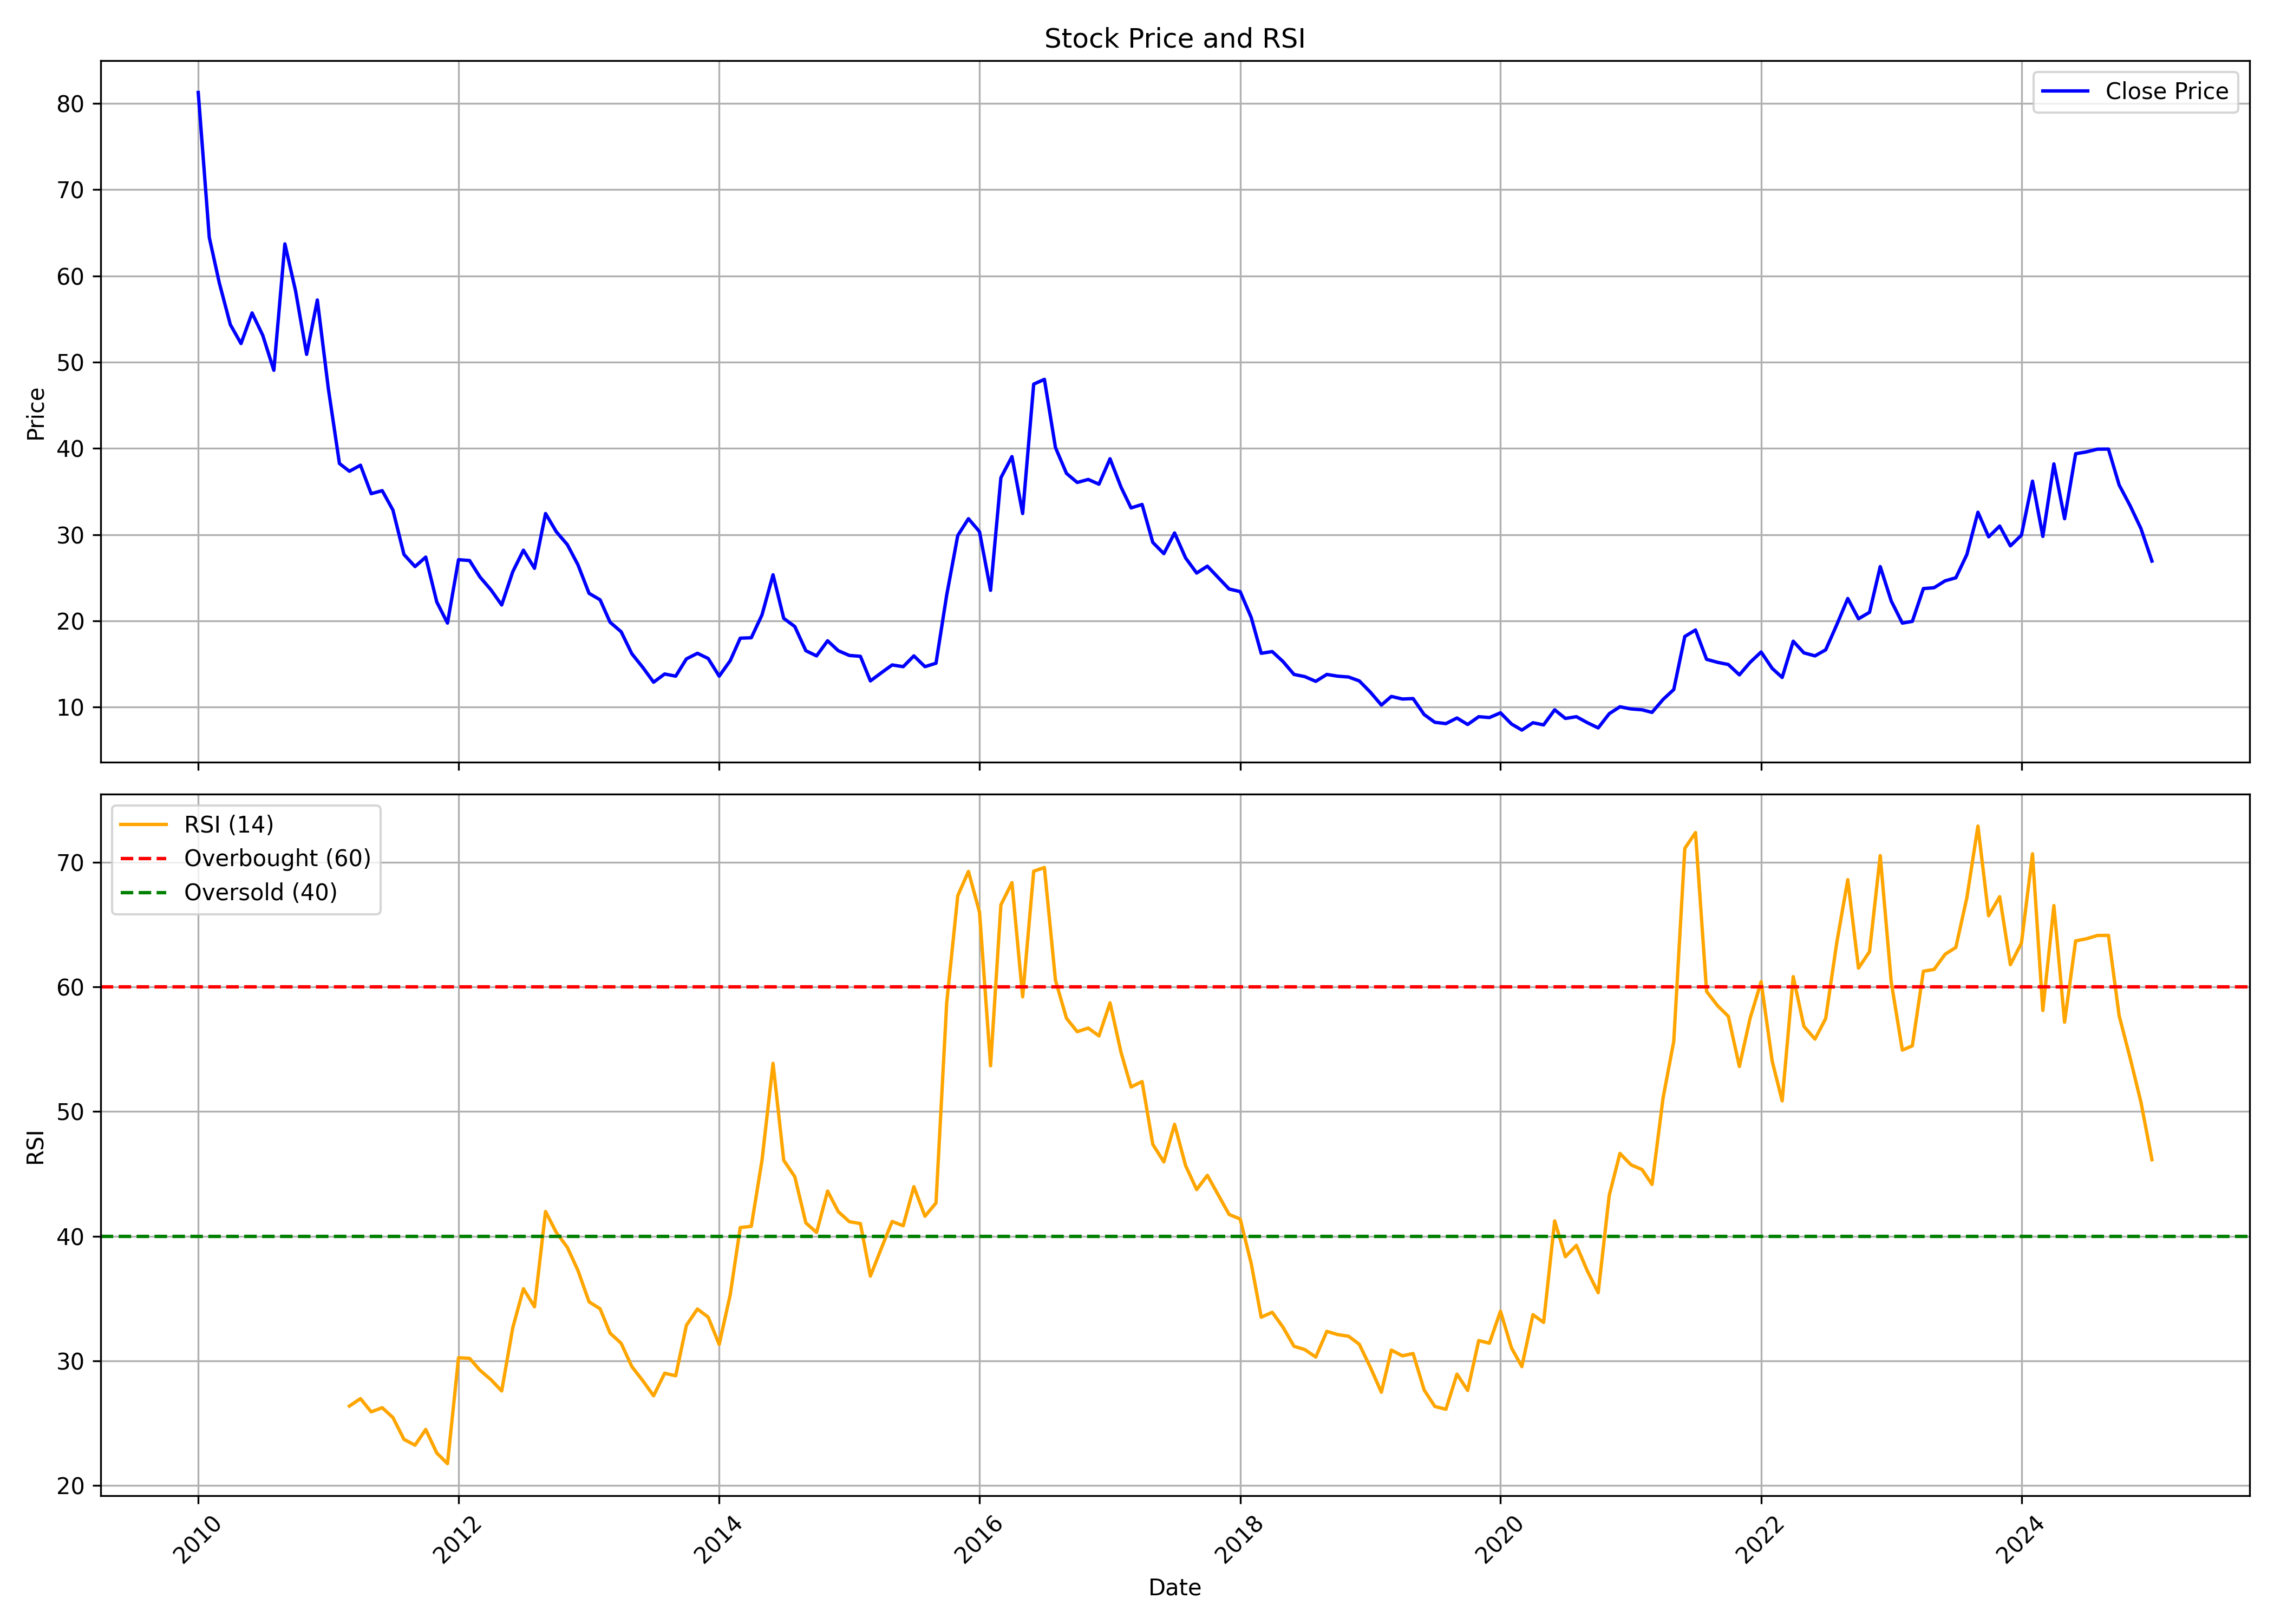 Stock Price and RSI
Close Price
80
70
60
50
40
30
20
10
Price
RSI (14)
Overbought (60)
Oversold (40)
70
60
50
40
30
20
RSI
2010
2012
2014
2016
2018
2020
2022
2024
Date